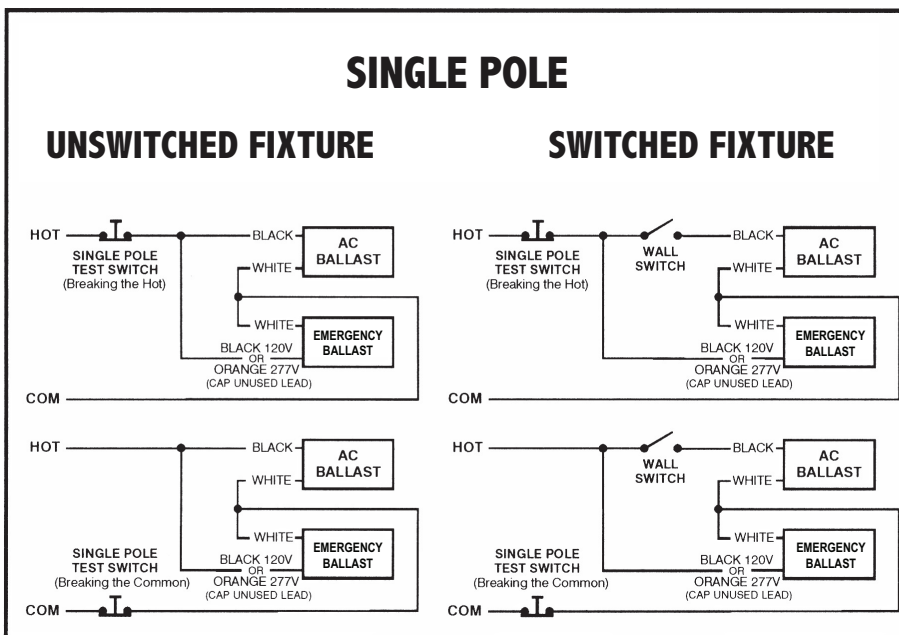 SINGLE POLE
UNSWITCHED FIXTURE
HOT
SINGLE POLE
TEST SWITCH
(Breaking the Hot)
BLACK
AC
BALLAST
WHITE
WHITE
EMERGENCY
BALLAST
BLACK 120V
OR
ORANGE 277V
(CAP UNUSED LEAD)
COM
SWITCHED FIXTURE
HOT
SINGLE POLE
TEST SWITCH
(Breaking the Hot)
WALL
SWITCH
BLACK
AC
BALLAST
WHITE
WHITE
EMERGENCY
BALLAST
BLACK 120V
OR
ORANGE 277V
(CAP UNUSED LEAD)
COM
HOT
BLACK
AC
BALLAST
WHITE
WHITE
EMERGENCY
BALLAST
SINGLE POLE
TEST SWITCH
(Breaking the Common)
BLACK 120V
OR
ORANGE 277V
(CAP UNUSED LEAD)
COM
HOT
WALL
SWITCH
BLACK
AC
BALLAST
WHITE
WHITE
EMERGENCY
BALLAST
SINGLE POLE
TEST SWITCH
(Breaking the Common)
BLACK 120V
OR
ORANGE 277V
(CAP UNUSED LEAD)
COM